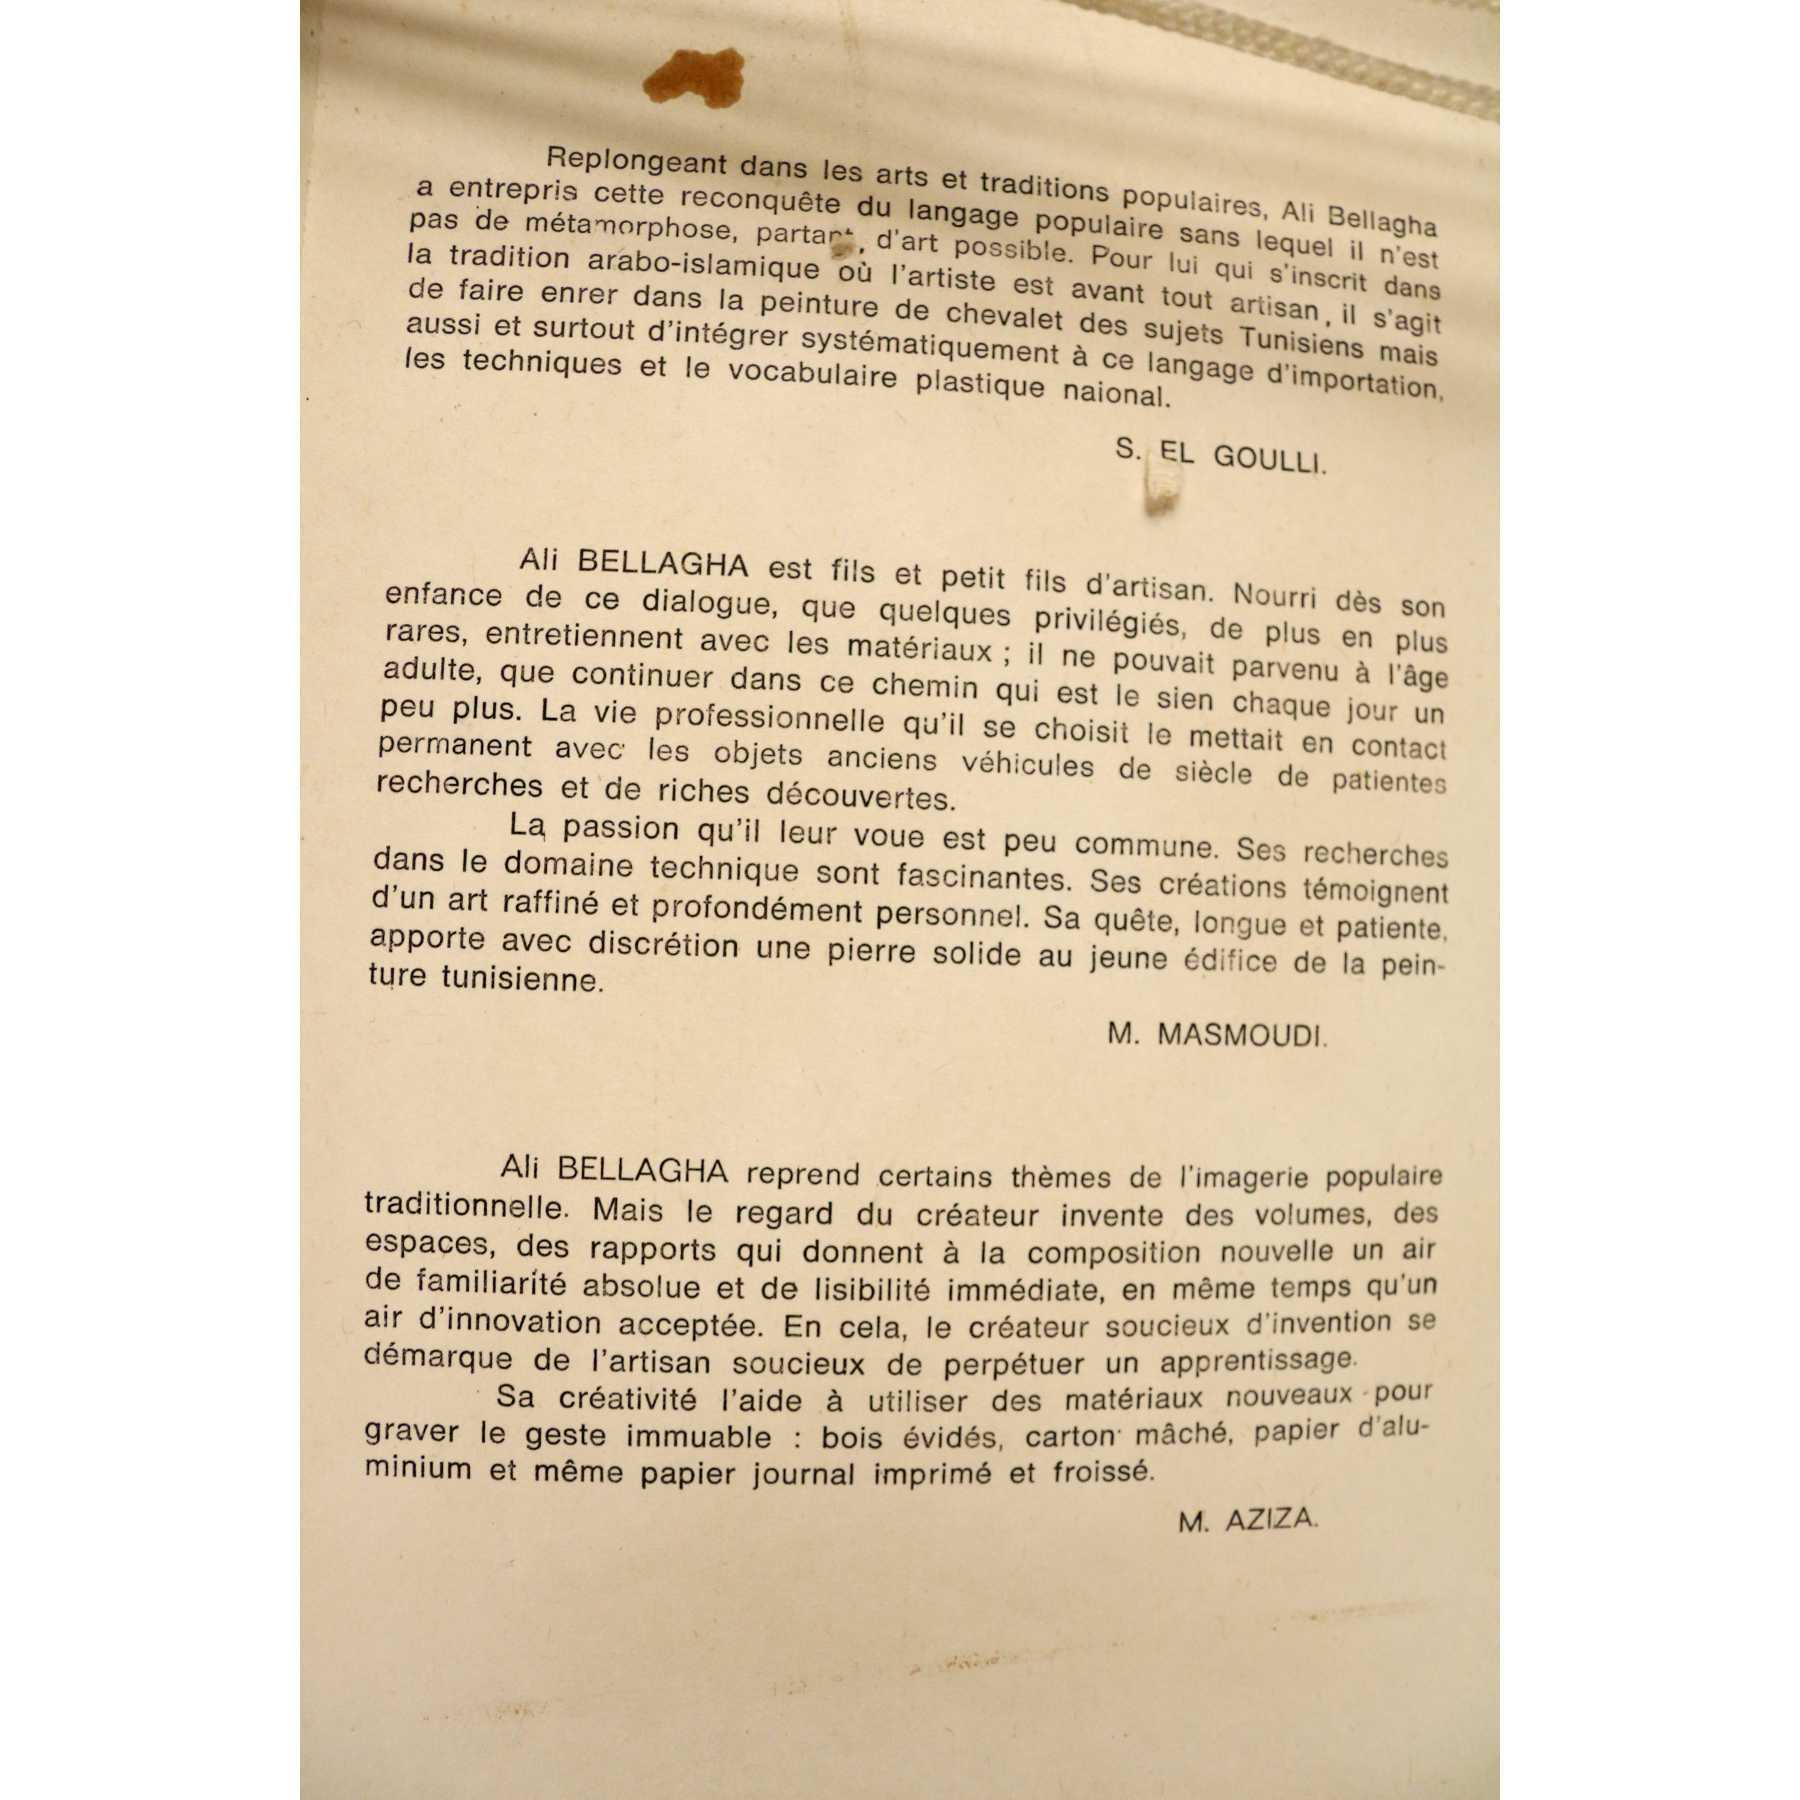 Replongeant dans les arts et traditions populaires, Ali Bellagha
a entrepris cette reconquête du langage populaire sans lequel il n'est
pas de métamorphose, partant, d'art possible. Pour lui qui s'inscrit dans
la tradition arabo-islamique où l'artiste est avant tout artisan, il s'agit
de faire enrer dans la peinture de chevalet des sujets Tunisiens mais
aussi et surtout d'intégrer systématiquement à ce langage d'importation,
les techniques et le vocabulaire plastique naional.
S. EL GOULLI.
Ali BELLAGHA est fils et petit fils d'artisan. Nourri dès son
enfance de ce dialogue, que quelques privilégiés, de plus en plus
rares, entretiennent avec les matériaux ; il ne pouvait parvenu à l'âge
adulte, que continuer dans ce chemin qui est le sien chaque jour un
peu plus. La vie professionnelle qu'il se choisit le mettait en contact
permanent avec les objets anciens véhicules de siècle de patientes
recherches et de riches découvertes.
La passion qu'il leur voue est peu commune. Ses recherches
dans le domaine technique sont fascinantes. Ses créations témoignent
d'un art raffiné et profondément personnel. Sa quête, longue et patiente,
apporte avec discrétion une pierre solide au jeune édifice de la pein-
ture tunisienne.
M. MASMOUDI.
Ali BELLAGHA reprend certains thèmes de l'imagerie populaire
traditionnelle. Mais le regard du créateur invente des volumes, des
espaces, des rapports qui donnent à la composition nouvelle un air
de familiarité absolue et de lisibilité immédiate, en même temps qu'un
air d'innovation acceptée. En cela, le créateur soucieux d'invention se
démarque de l'artisan soucieux de perpétuer un apprentissage.
Sa créativité l'aide à utiliser des matériaux nouveaux pour
graver le geste immuable : bois évidés, carton mâché, papier d'alu-
minium et même papier journal imprimé et froissé.
M. AZIZA.